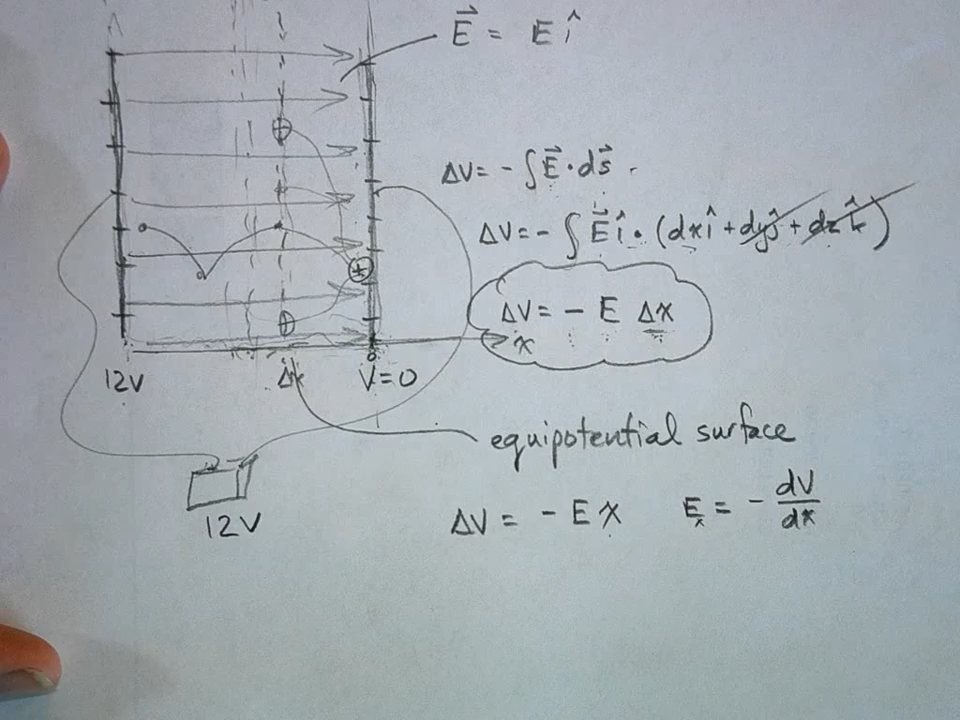 E⃗ = E î
ΔV = - ∫ E⃗ · ds⃗
ΔV = - ∫ E⃗ î · (dx î + dy ĵ + dz k̂)
ΔV = - E Δx
x
12V
Δx
V=0
equipotential surface
12V
ΔV = - E x
Eₓ = - dV/dx